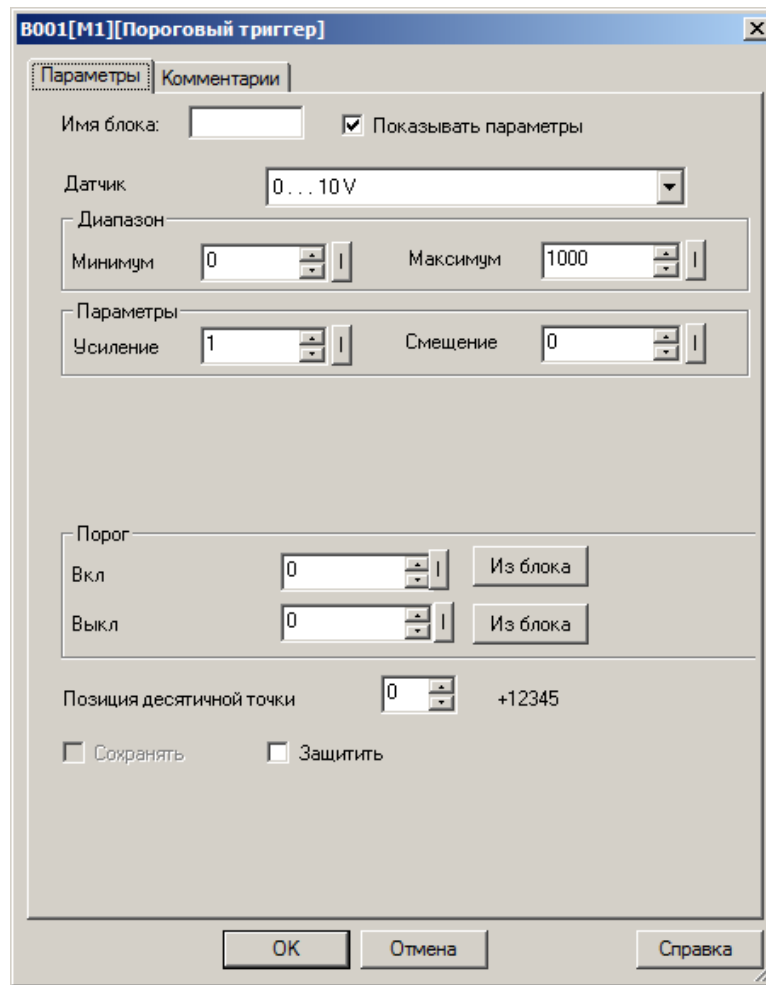 B001[M1][Пороговый триггер]
Параметры Комментарии
Имя блока: Показывать параметры
Датчик 0 . . . 10 V
Диапазон
Минимум 0 Максимум 1000
Параметры
Усиление 1 Смещение 0
Порог
Вкл 0 Из блока
Выкл 0 Из блока
Позиция десятичной точки 0 +12345
Сохранять Защитить
OK Отмена Справка